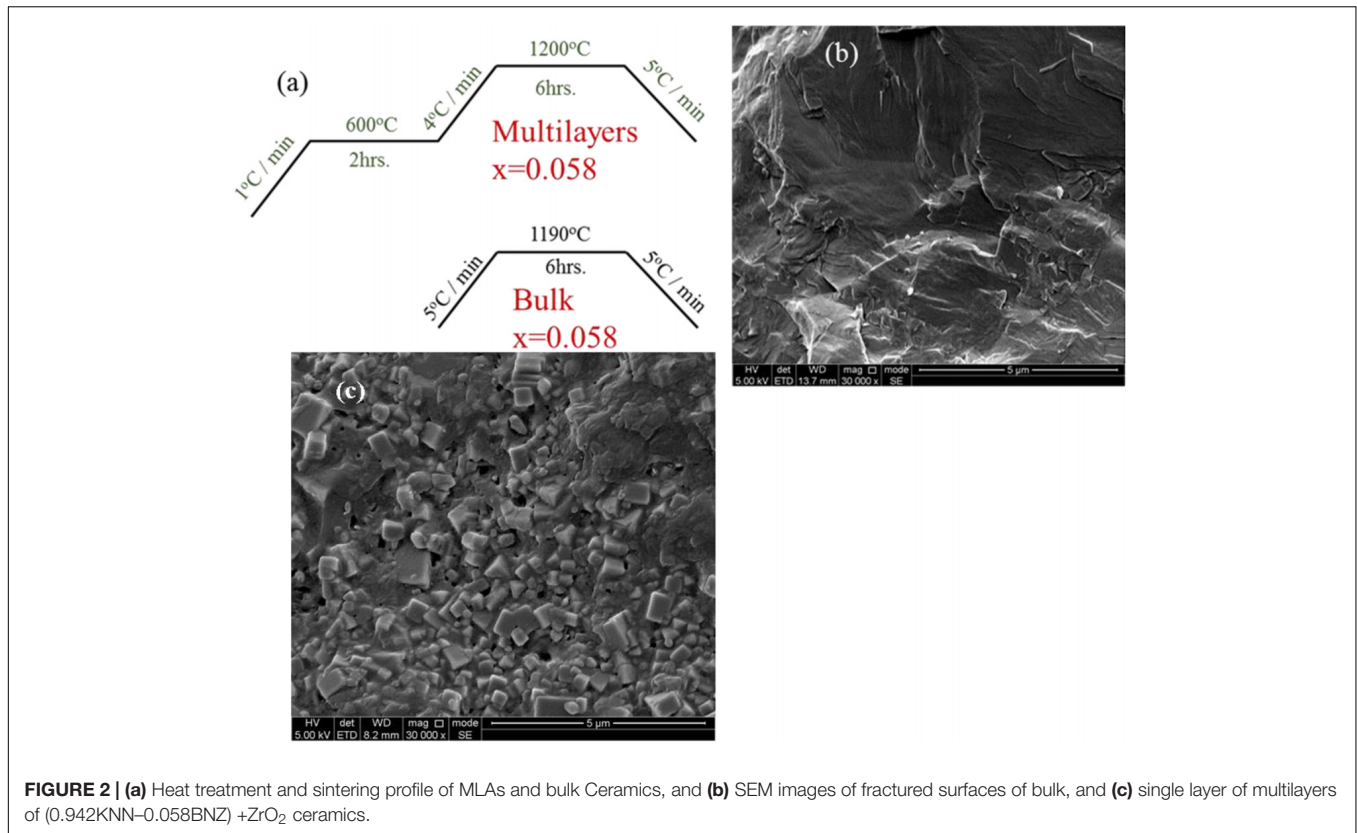 (a)
1200°C
6hrs.
4°C / min
5°C / min
600°C
2hrs.
1°C / min
Multilayers
x=0.058
1190°C
6hrs.
5°C / min
5°C / min
Bulk
x=0.058
(b)
HV det WD mag □ mode
5.00 kV ETD 13.7 mm 30 000 x SE
5 µm
(c)
HV det WD mag □ mode
5.00 kV ETD 8.2 mm 30 000 x SE
5 µm
FIGURE 2 | (a) Heat treatment and sintering profile of MLAs and bulk Ceramics, and (b) SEM images of fractured surfaces of bulk, and (c) single layer of multilayers
of (0.942KNN–0.058BNZ) +ZrO₂ ceramics.